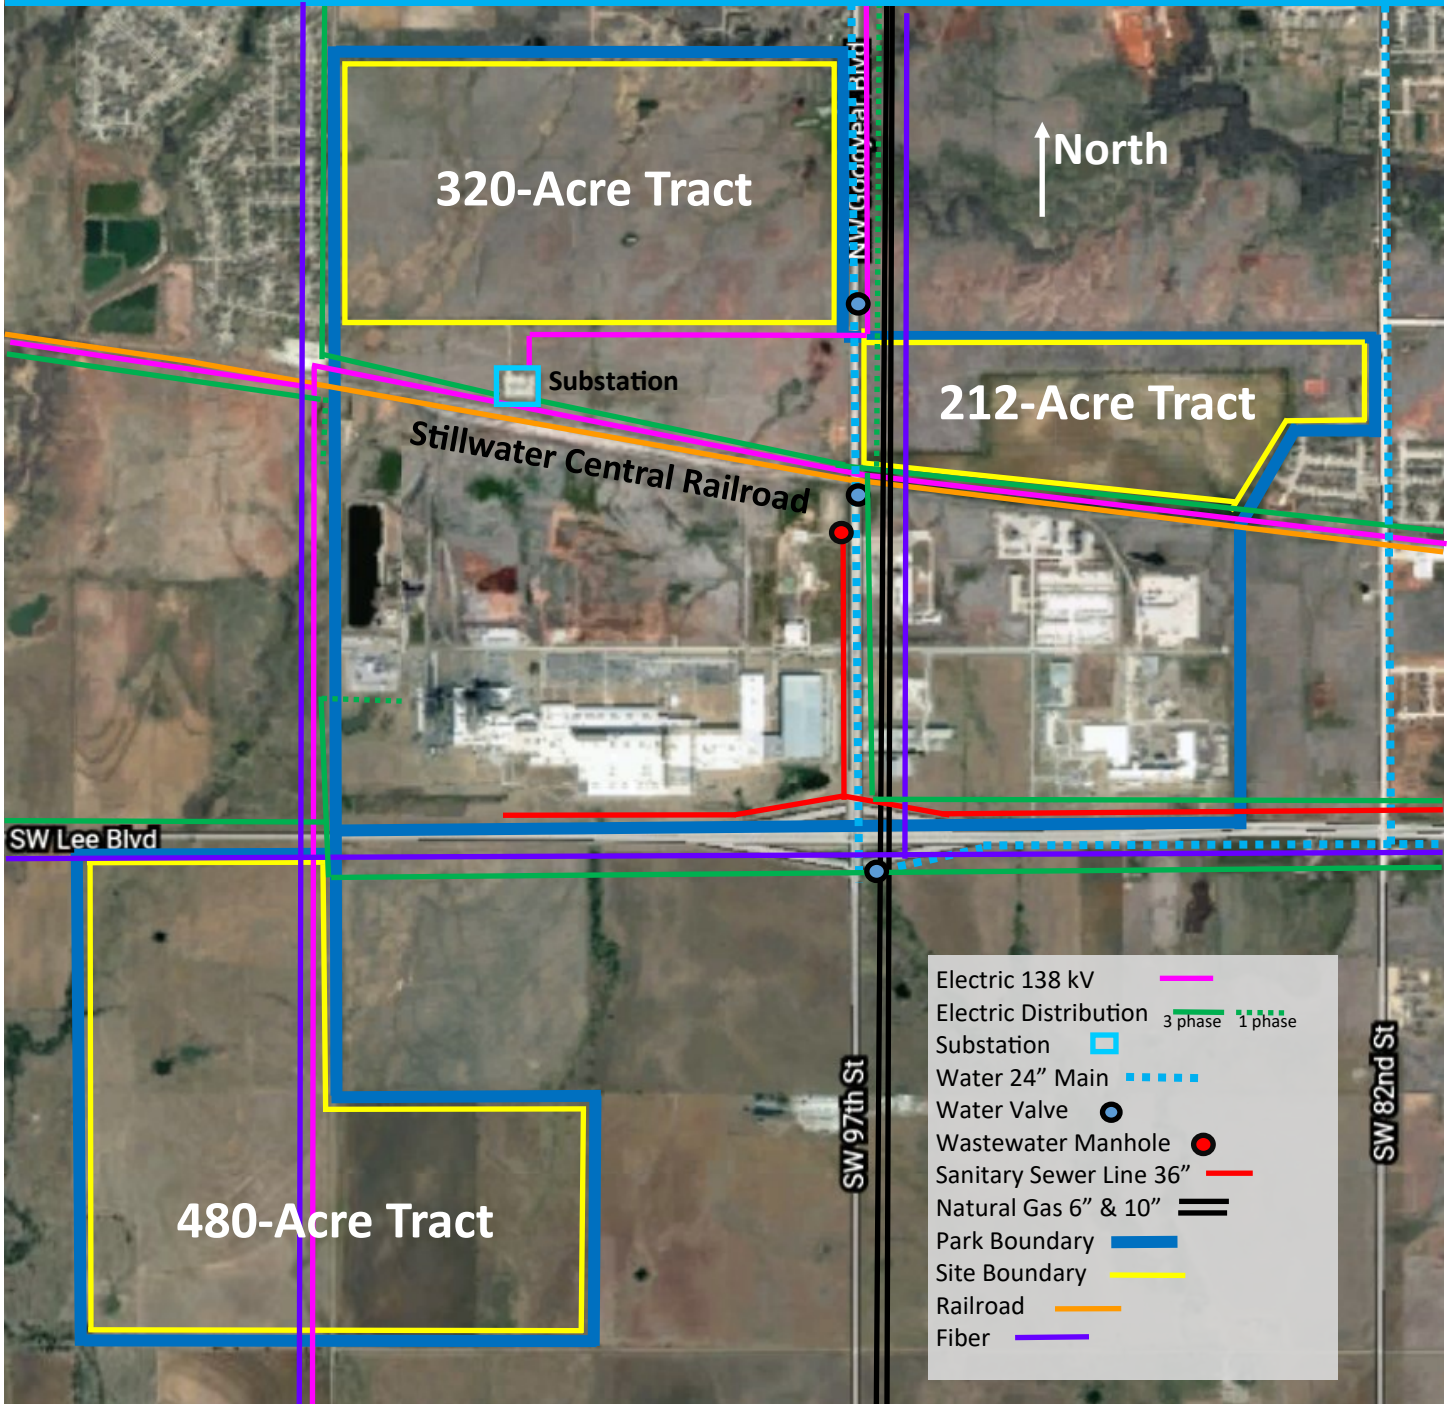 NW Goodyear Blvd
North
320-Acre Tract
Substation
212-Acre Tract
Stillwater Central Railroad
SW Lee Blvd
Electric 138 kV
Electric Distribution 3 phase 1 phase
Substation
Water 24” Main
Water Valve
Wastewater Manhole
Sanitary Sewer Line 36”
Natural Gas 6” & 10”
Park Boundary
Site Boundary
Railroad
Fiber
SW 97th St
SW 82nd St
480-Acre Tract